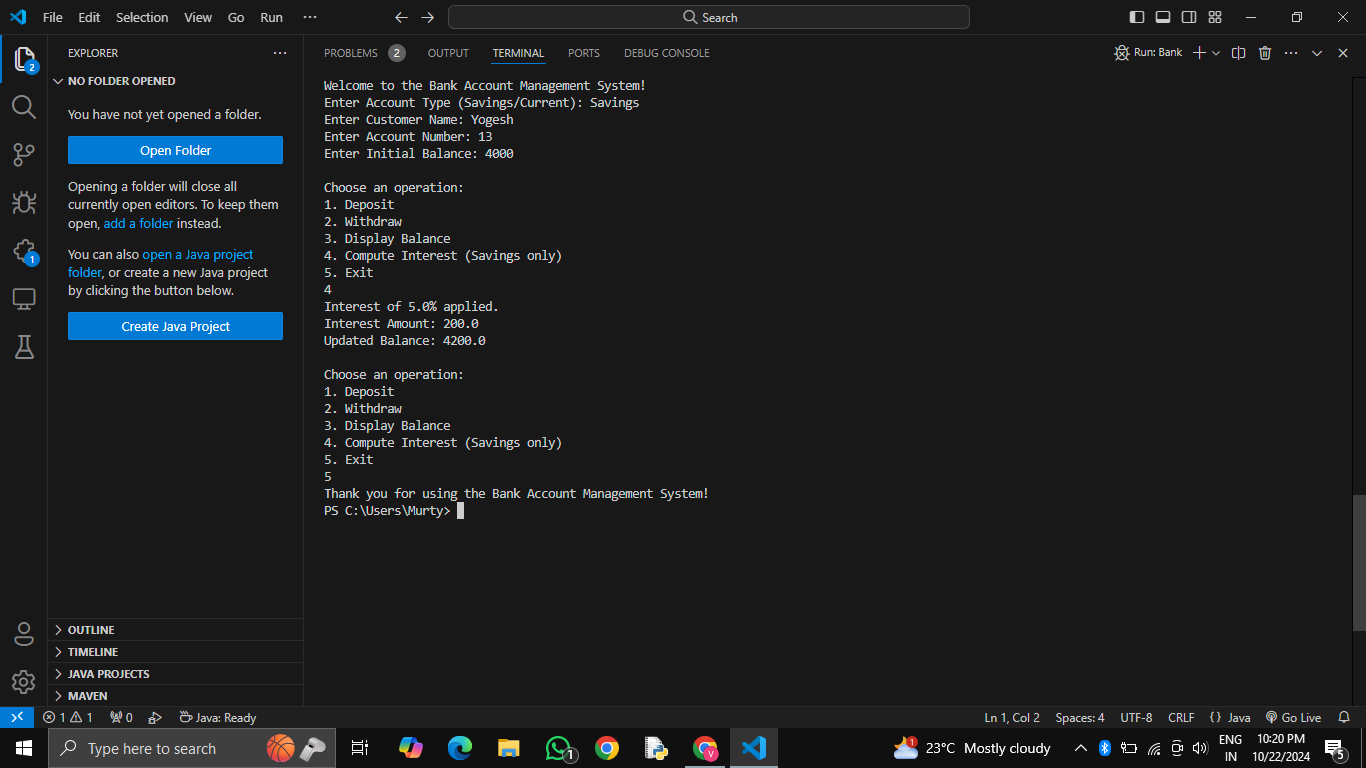 File Edit Selection View Go Run ··· Search
EXPLORER ···
NO FOLDER OPENED
You have not yet opened a folder.
Open Folder
Opening a folder will close all
currently open editors. To keep them
open, add a folder instead.
You can also open a Java project
folder, or create a new Java project
by clicking the button below.
Create Java Project
OUTLINE
TIMELINE
JAVA PROJECTS
MAVEN
2
1
PROBLEMS 2 OUTPUT TERMINAL PORTS DEBUG CONSOLE Run: Bank ···
Welcome to the Bank Account Management System!
Enter Account Type (Savings/Current): Savings
Enter Customer Name: Yogesh
Enter Account Number: 13
Enter Initial Balance: 4000
Choose an operation:
1. Deposit
2. Withdraw
3. Display Balance
4. Compute Interest (Savings only)
5. Exit
4
Interest of 5.0% applied.
Interest Amount: 200.0
Updated Balance: 4200.0
Choose an operation:
1. Deposit
2. Withdraw
3. Display Balance
4. Compute Interest (Savings only)
5. Exit
5
Thank you for using the Bank Account Management System!
PS C:\Users\Murty>
1 1 0 Java: Ready Ln 1, Col 2 Spaces: 4 UTF-8 CRLF {} Java Go Live
Type here to search 1 V 1 23°C Mostly cloudy ENG 10:20 PM
IN 10/22/2024 5